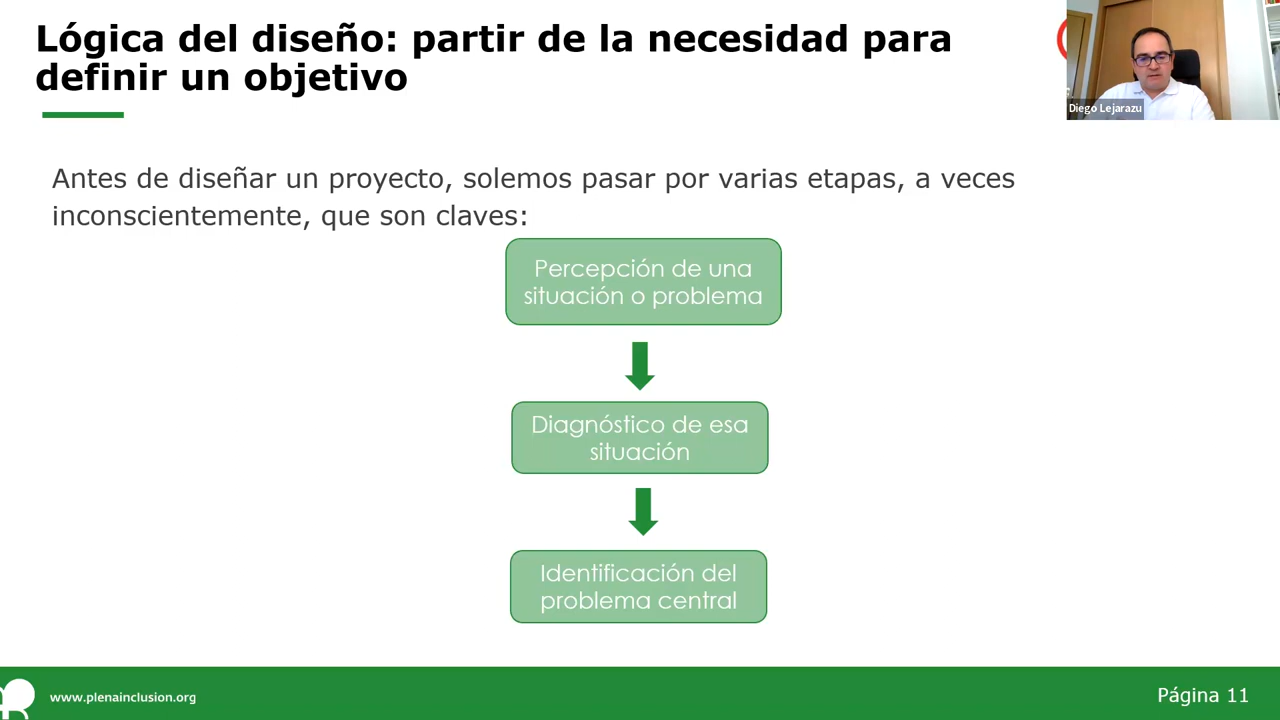 Lógica del diseño: partir de la necesidad para
definir un objetivo
Diego Lejarazu
Antes de diseñar un proyecto, solemos pasar por varias etapas, a veces
inconscientemente, que son claves:
Percepción de una
situación o problema
Diagnóstico de esa
situación
Identificación del
problema central
www.plenainclusion.org
Página 11